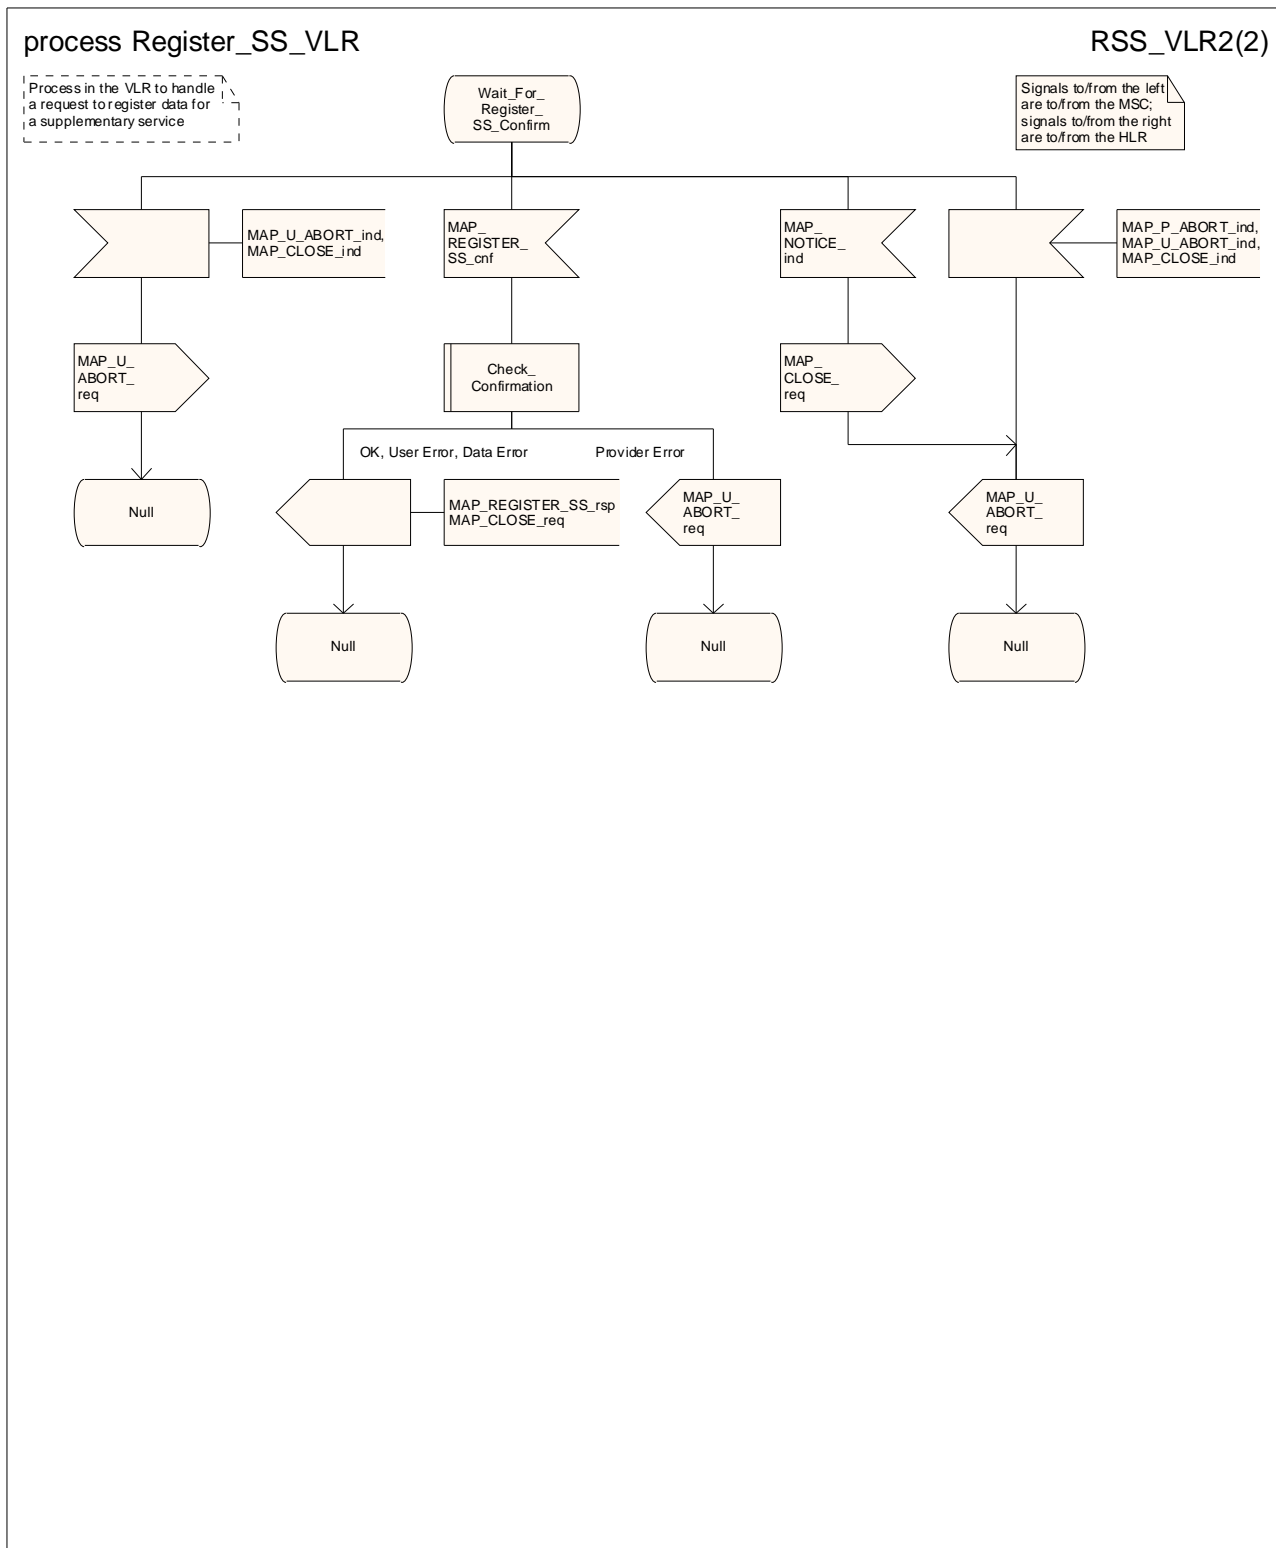 process Register_SS_VLR
RSS_VLR2(2)
Process in the VLR to handle
a request to register data for
a supplementary service
Wait_For_
Register_
SS_Confirm
Signals to/from the left
are to/from the MSC;
signals to/from the right
are to/from the HLR
MAP_U_ABORT_ind,
MAP_CLOSE_ind
MAP_
REGISTER_
SS_cnf
MAP_
NOTICE_
ind
MAP_P_ABORT_ind,
MAP_U_ABORT_ind,
MAP_CLOSE_ind
MAP_U_
ABORT_
req
Check_
Confirmation
MAP_
CLOSE_
req
OK, User Error, Data Error
Provider Error
Null
MAP_REGISTER_SS_rsp
MAP_CLOSE_req
MAP_U_
ABORT_
req
MAP_U_
ABORT_
req
Null
Null
Null